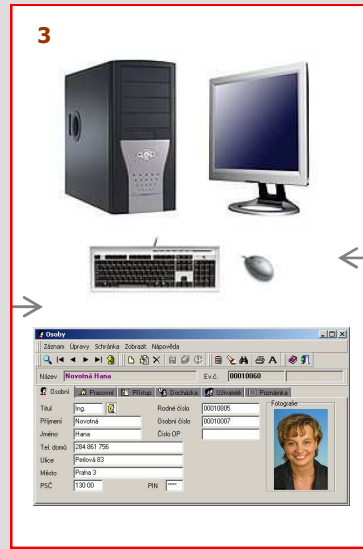 3
Osoby
Záznam Úpravy Schránka Zobrazit Nápověda
Název Novotná Hana Ev.č. 00010060
Osobní Pracovní Přístup Docházka Uživatelé Poznámka
Titul Ing. Rodné číslo 00010805 Fotografie
Příjmení Novotná Osobní číslo 00010007
Jméno Hana Číslo OP
Tel. domů 284 861 756
Ulice Perlová 83
Město Praha 3
PSČ 130 00 PIN ****